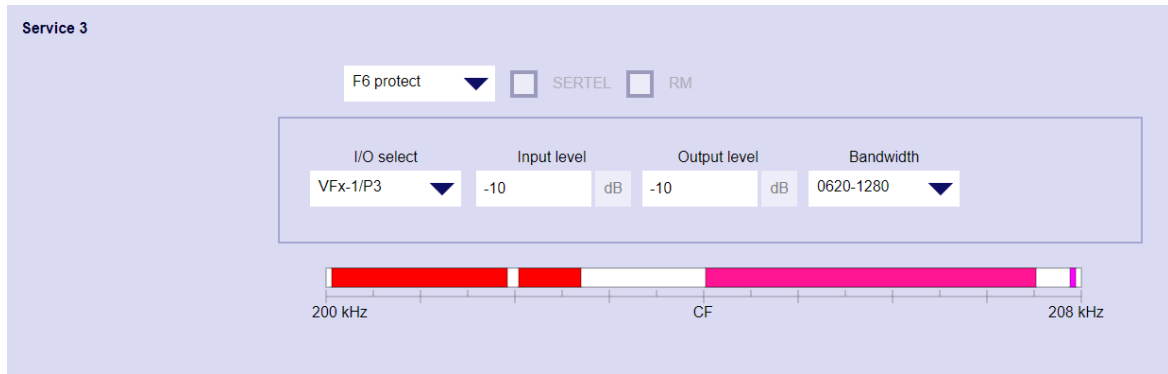 Service 3
F6 protect SERTEL RM
I/O select Input level Output level Bandwidth
VFx-1/P3 -10 dB -10 dB 0620-1280
200 kHz CF 208 kHz